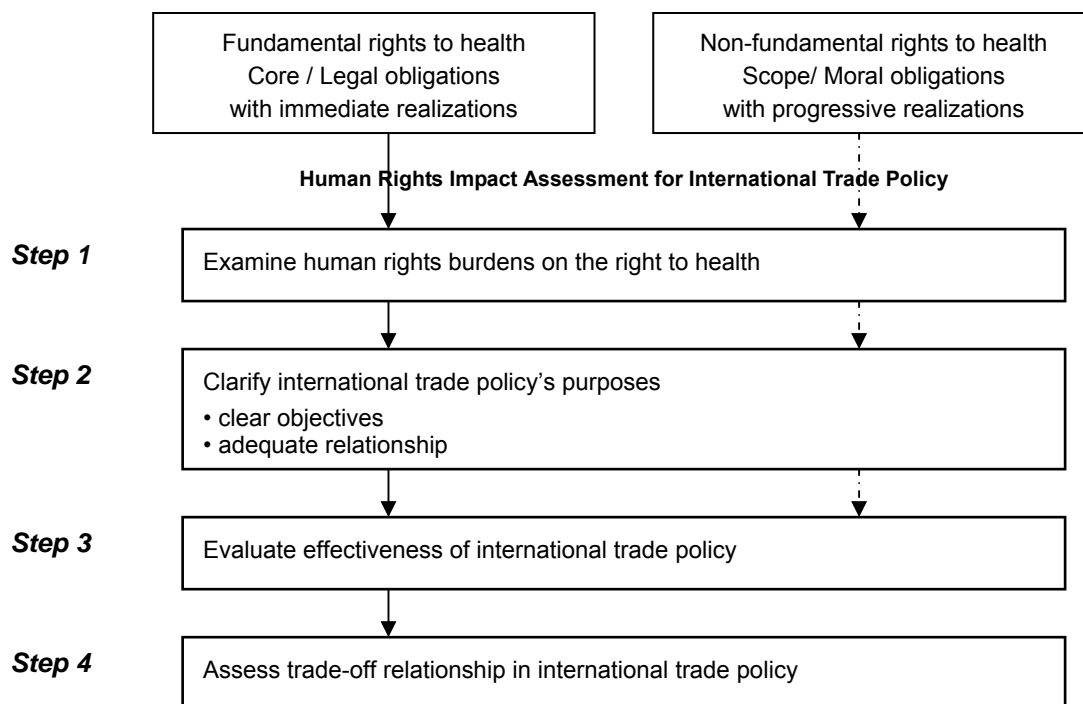 Fundamental rights to health
Core / Legal obligations
with immediate realizations
Non-fundamental rights to health
Scope/ Moral obligations
with progressive realizations
Human Rights Impact Assessment for International Trade Policy
Step 1
Examine human rights burdens on the right to health
Step 2
Clarify international trade policy’s purposes
• clear objectives
• adequate relationship
Step 3
Evaluate effectiveness of international trade policy
Step 4
Assess trade-off relationship in international trade policy